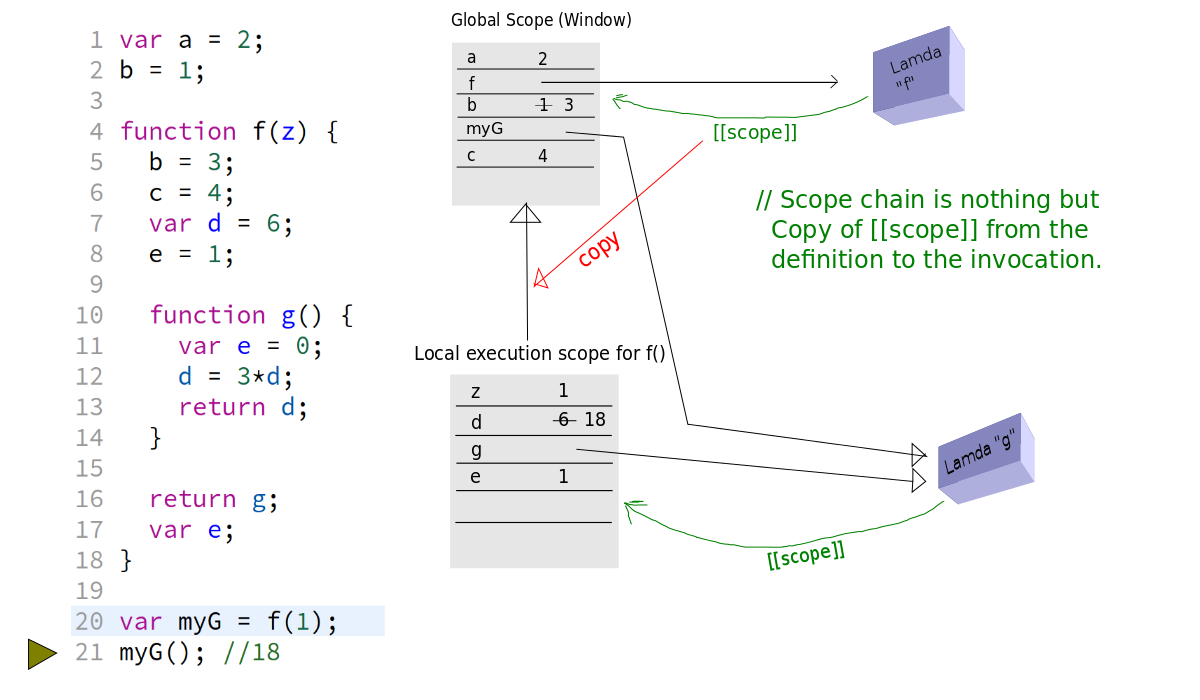 1 var a = 2;
2 b = 1;
3
4 function f(z) {
5 b = 3;
6 c = 4;
7 var d = 6;
8 e = 1;
9
10 function g() {
11 var e = 0;
12 d = 3*d;
13 return d;
14 }
15
16 return g;
17 var e;
18 }
19
20 var myG = f(1);
21 myG(); //18
Global Scope (Window)
a 2
f
b 1 3
myG
c 4
Lamda
"f"
[[scope]]
copy
// Scope chain is nothing but
Copy of [[scope]] from the
definition to the invocation.
Local execution scope for f()
z 1
d 6 18
g
e 1
Lamda "g"
[[scope]]